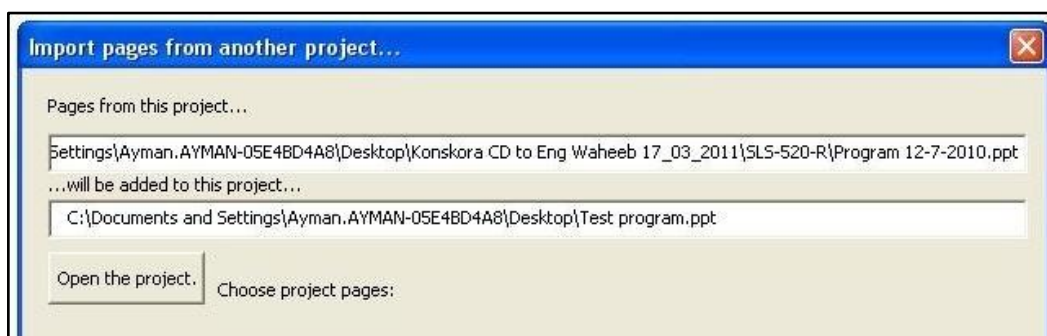 Import pages from another project...
Pages from this project...
Settings\Ayman.AYMAN-05E4BD4A8\Desktop\Konskora CD to Eng Waheeb 17_03_2011\SLS-520-R\Program 12-7-2010.ppt
...will be added to this project...
C:\Documents and Settings\Ayman.AYMAN-05E4BD4A8\Desktop\Test program.ppt
Open the project.
Choose project pages: